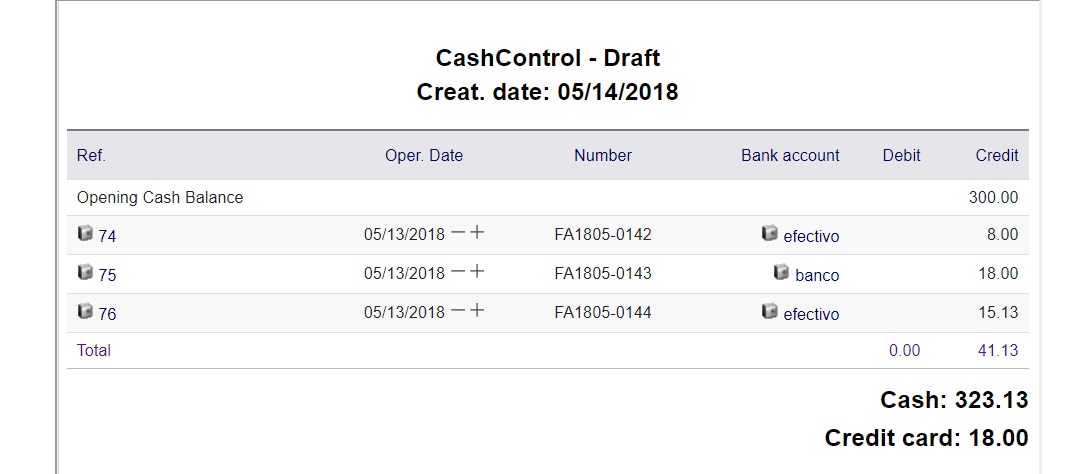 CashControl - Draft
Creat. date: 05/14/2018
Ref. Oper. Date Number Bank account Debit Credit
Opening Cash Balance 300.00
74 05/13/2018 − + FA1805-0142 efectivo 8.00
75 05/13/2018 − + FA1805-0143 banco 18.00
76 05/13/2018 − + FA1805-0144 efectivo 15.13
Total 0.00 41.13
Cash: 323.13
Credit card: 18.00